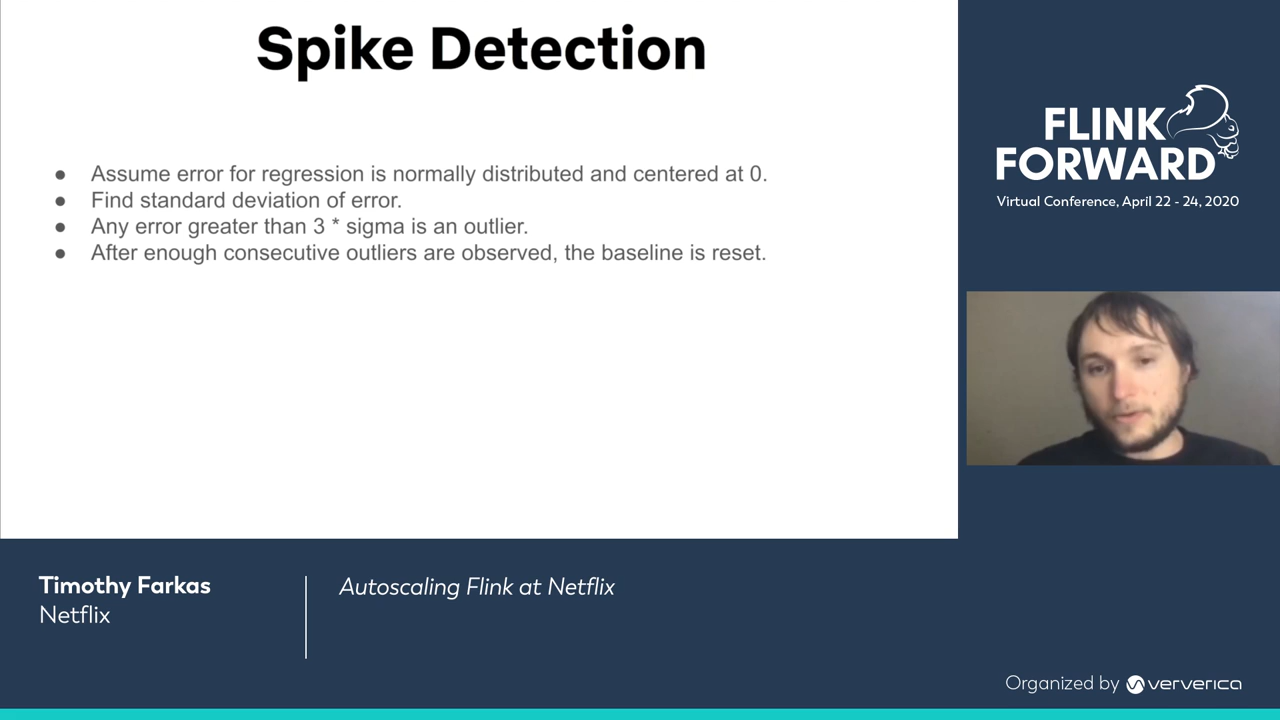 Spike Detection
● Assume error for regression is normally distributed and centered at 0.
● Find standard deviation of error.
● Any error greater than 3 * sigma is an outlier.
● After enough consecutive outliers are observed, the baseline is reset.
FLINK
FORWARD
Virtual Conference, April 22 - 24, 2020
Timothy Farkas
Netflix
Autoscaling Flink at Netflix
Organized by ververica